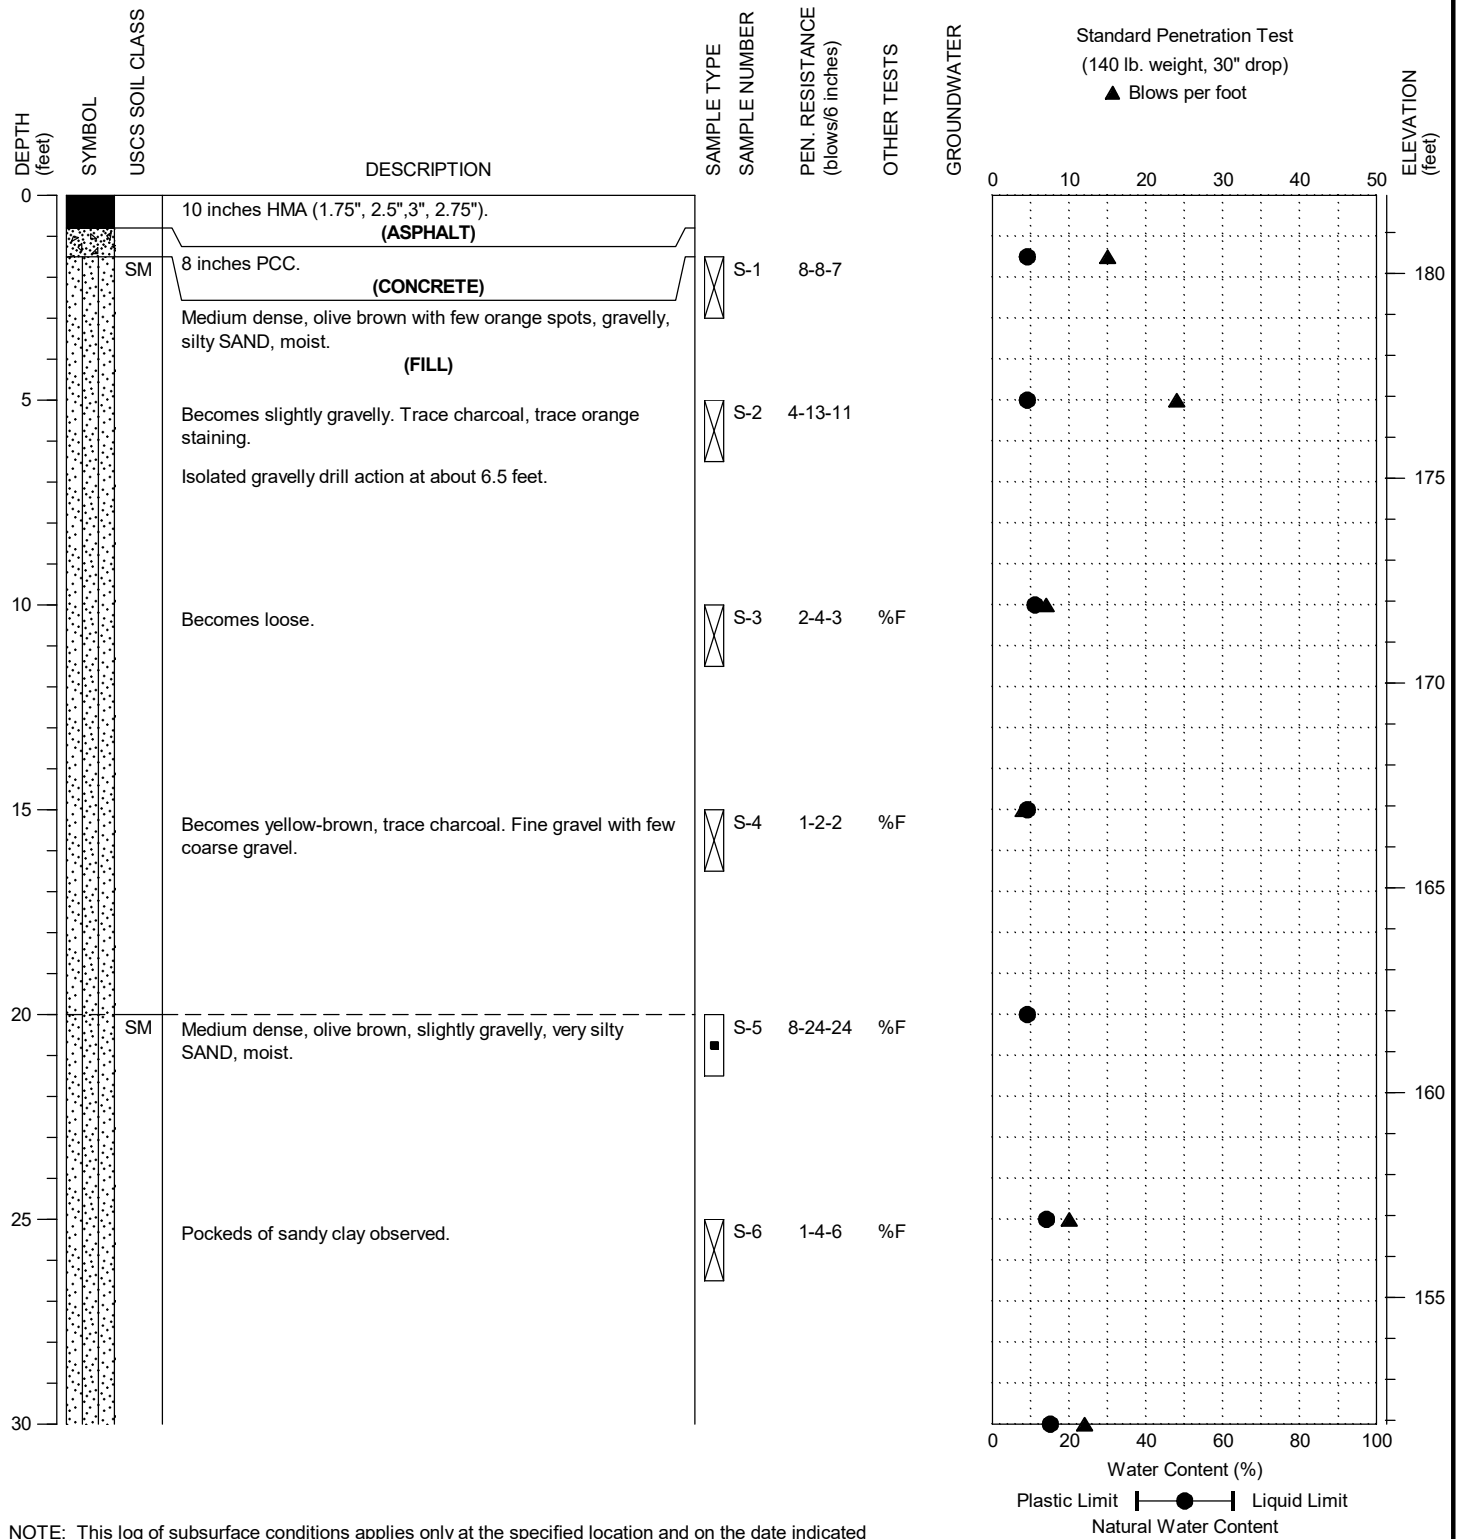 DEPTH
(feet)
SYMBOL
USCS SOIL CLASS
DESCRIPTION
SAMPLE TYPE
SAMPLE NUMBER
PEN. RESISTANCE
(blows/6 inches)
OTHER TESTS
GROUNDWATER
Standard Penetration Test
(140 lb. weight, 30" drop)
▲ Blows per foot
ELEVATION
(feet)
0 10 20 30 40 50
0
10 inches HMA (1.75", 2.5",3", 2.75").
(ASPHALT)
SM
8 inches PCC.
S-1 8-8-7
180
(CONCRETE)
Medium dense, olive brown with few orange spots, gravelly,
silty SAND, moist.
(FILL)
5
Becomes slightly gravelly. Trace charcoal, trace orange
staining.
S-2 4-13-11
Isolated gravelly drill action at about 6.5 feet.
175
10
Becomes loose.
S-3 2-4-3 %F
170
15
Becomes yellow-brown, trace charcoal. Fine gravel with few
coarse gravel.
S-4 1-2-2 %F
165
20
SM
Medium dense, olive brown, slightly gravelly, very silty
SAND, moist.
S-5 8-24-24 %F
160
25
Pockeds of sandy clay observed.
S-6 1-4-6 %F
155
30
0 20 40 60 80 100
Water Content (%)
Plastic Limit Liquid Limit
Natural Water Content
NOTE: This log of subsurface conditions applies only at the specified location and on the date indicated